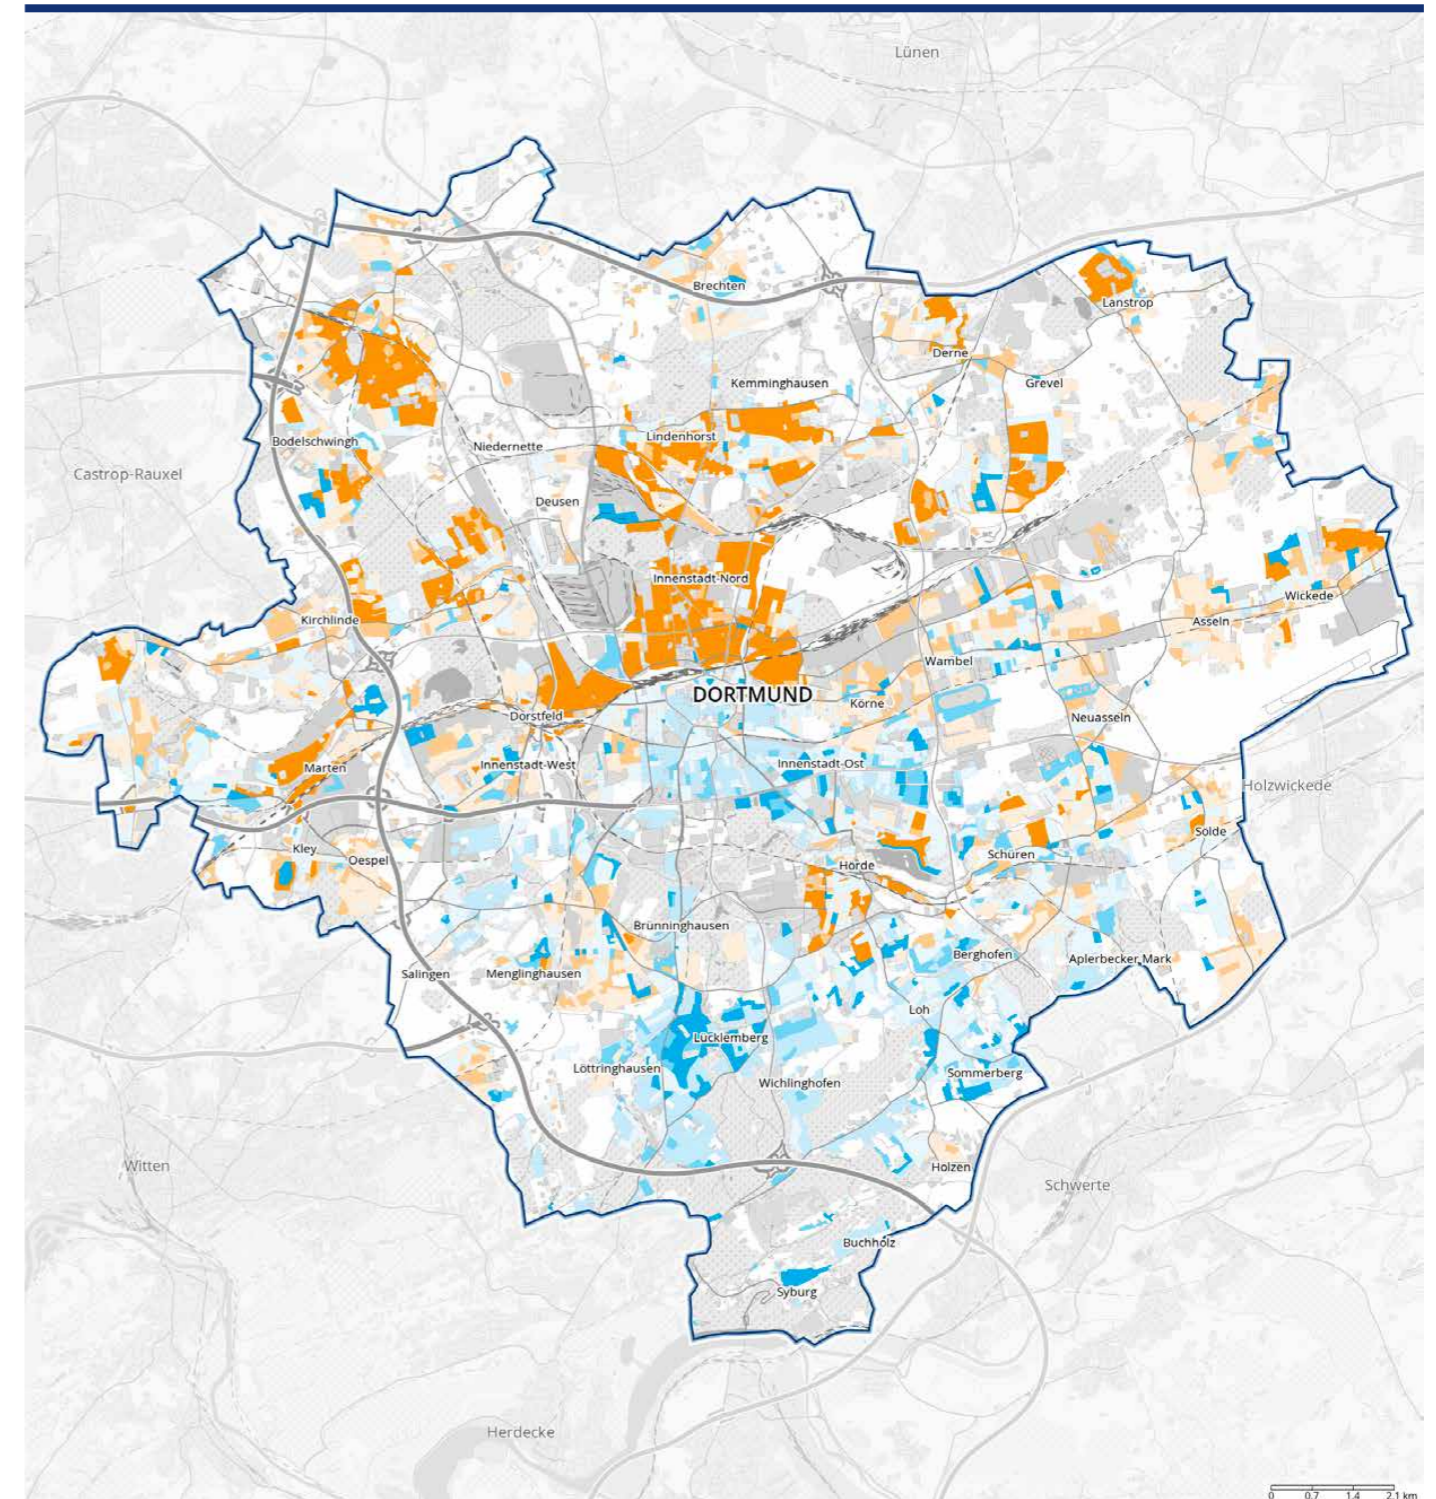 Lünen
Brechten
Lanstrop
Derne
Kemminghausen
Grevel
Lindenhorst
Bodelschwingh
Niedernette
Castrop-Rauxel
Deusen
Innenstadt-Nord
Wickede
Kirchlinde
Asseln
Wambel
DORTMUND
Körne
Dorstfeld
Neuasseln
Innenstadt-West
Innenstadt-Ost
Marten
Holzwickede
Sölde
Kley
Oespel
Schüren
Hörde
Brünninghausen
Berghofen
Aplerbecker Mark
Salingen
Menglinghausen
Loh
Lücklemberg
Löttringhausen
Sommerberg
Wichlinghofen
Witten
Holzen
Schwerte
Buchholz
Syburg
Herdecke
0 0.7 1.4 2.1 km